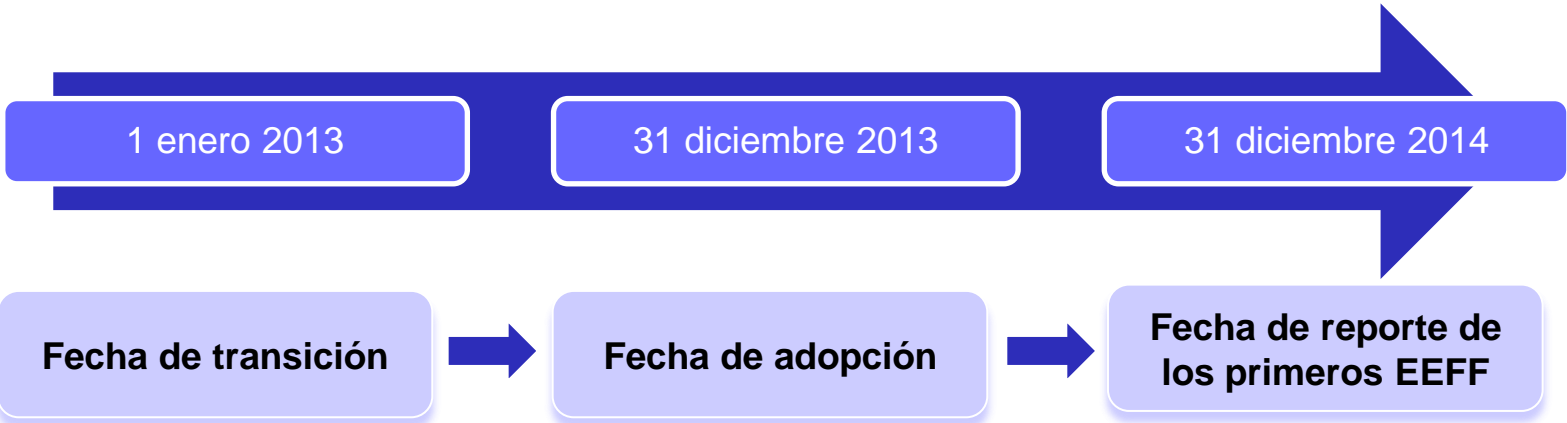 1 enero 2013
31 diciembre 2013
31 diciembre 2014
Fecha de transición
Fecha de adopción
Fecha de reporte de
los primeros EEFF